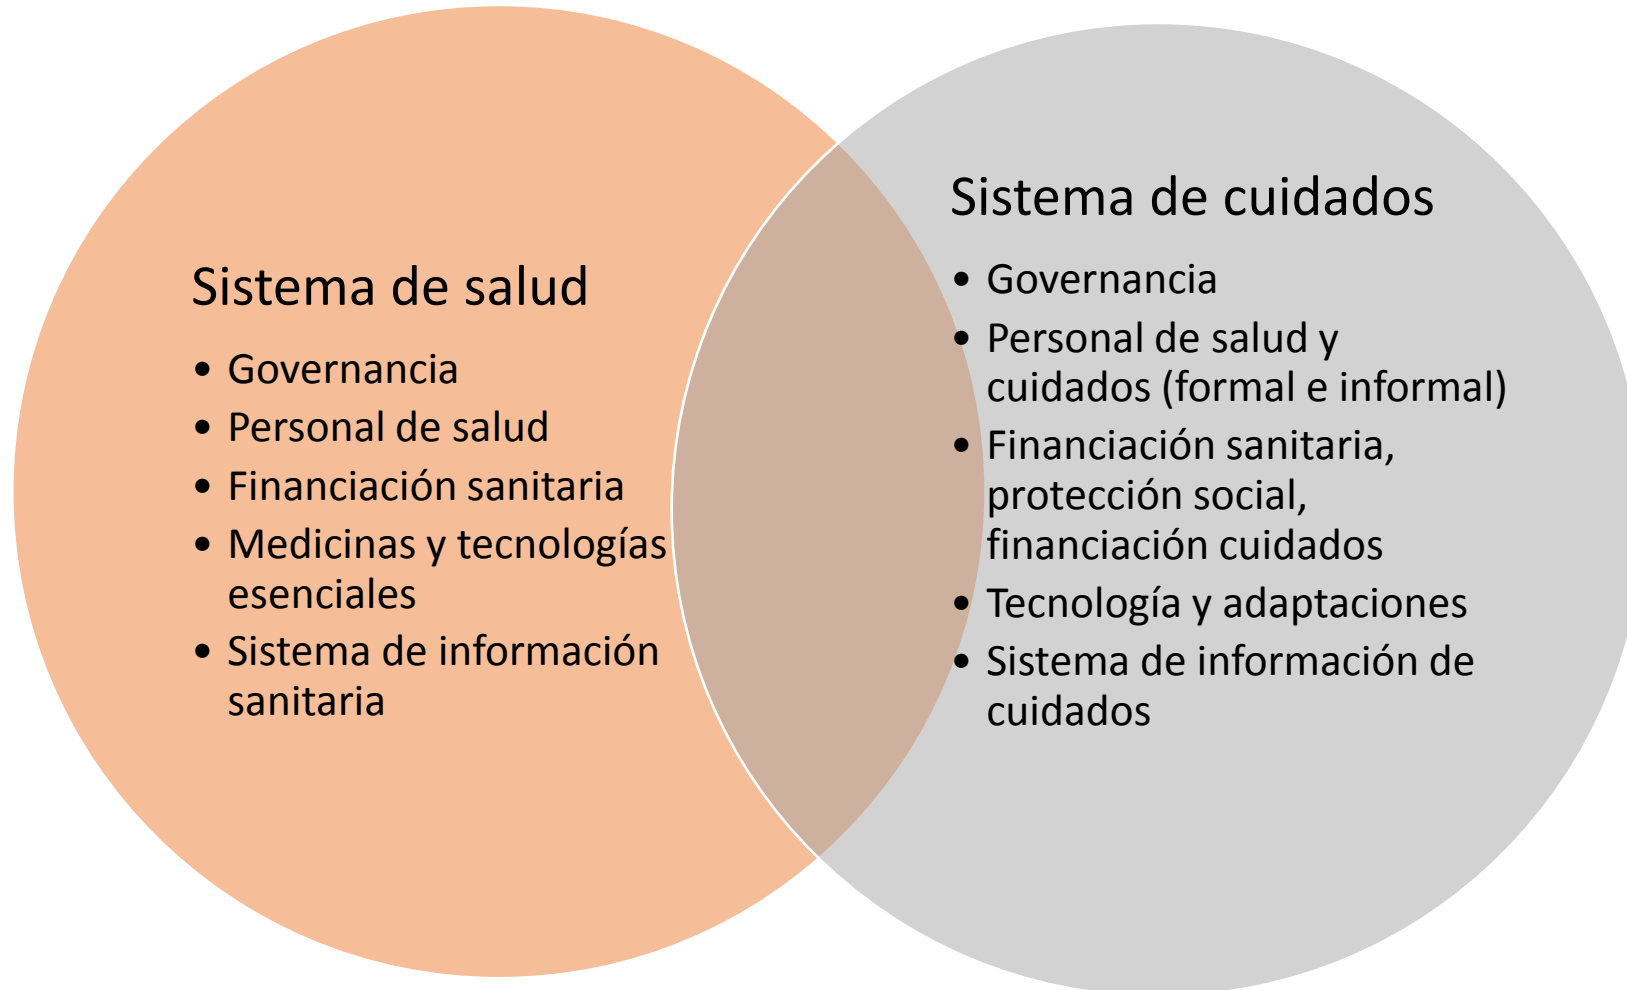 Sistema de salud
• Governancia
• Personal de salud
• Financiación sanitaria
• Medicinas y tecnologías
esenciales
• Sistema de información
sanitaria
Sistema de cuidados
• Governancia
• Personal de salud y
cuidados (formal e informal)
• Financiación sanitaria,
protección social,
financiación cuidados
• Tecnología y adaptaciones
• Sistema de información de
cuidados